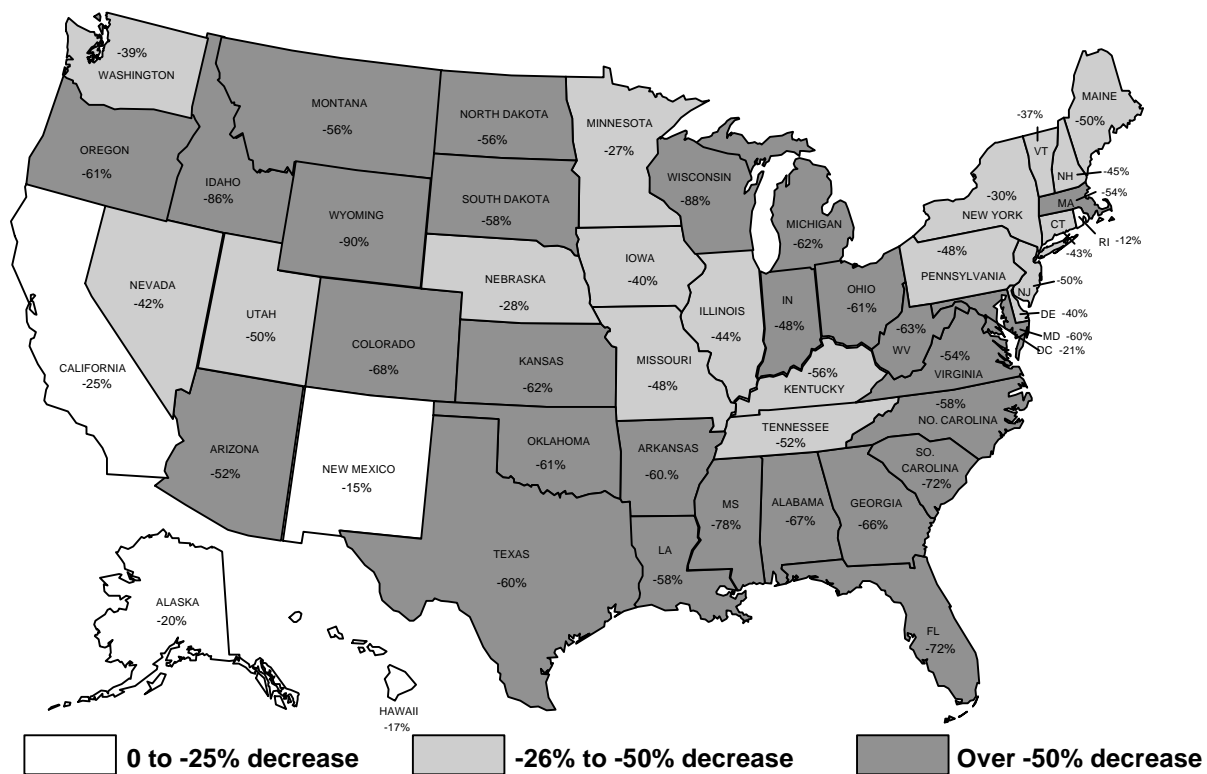 -39%
WASHINGTON
OREGON
-61%
IDAHO
-86%
MONTANA
-56%
NORTH DAKOTA
-56%
MINNESOTA
-27%
WISCONSIN
-88%
MICHIGAN
-62%
MAINE
-50%
-37%
VT
NH
-45%
-54%
MA
-30%
NEW YORK
CT
RI -12%
-43%
WYOMING
-90%
SOUTH DAKOTA
-58%
NEBRASKA
-28%
IOWA
-40%
-48%
PENNSYLVANIA
NJ
-50%
DE -40%
MD -60%
DC -21%
NEVADA
-42%
UTAH
-50%
COLORADO
-68%
KANSAS
-62%
MISSOURI
-48%
ILLINOIS
-44%
IN
-48%
OHIO
-61%
-63%
WV
-54%
VIRGINIA
CALIFORNIA
-25%
-56%
KENTUCKY
-58%
NO. CAROLINA
TENNESSEE
-52%
ARIZONA
-52%
NEW MEXICO
-15%
OKLAHOMA
-61%
ARKANSAS
-60.%
SO.
CAROLINA
-72%
MS
-78%
ALABAMA
-67%
GEORGIA
-66%
TEXAS
-60%
LA
-58%
FL
-72%
ALASKA
-20%
HAWAII
-17%
0 to -25% decrease
-26% to -50% decrease
Over -50% decrease